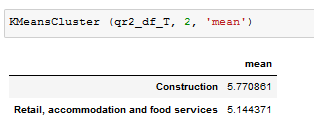 KMeansCluster (qr2_df_T, 2, 'mean')
mean
Construction 5.770861
Retail, accommodation and food services 5.144371